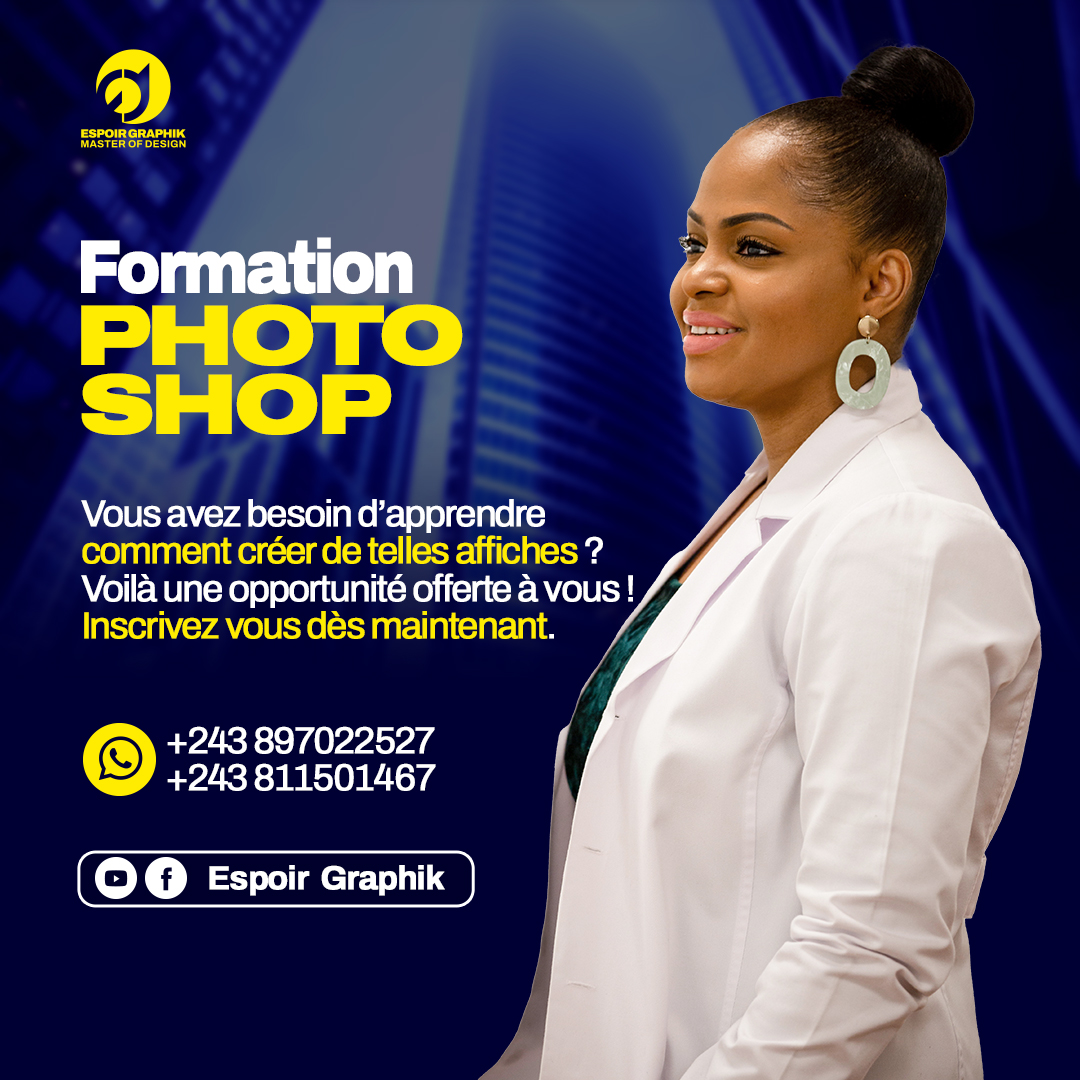 ESPOIR GRAPHIK
MASTER OF DESIGN
Formation
PHOTO
SHOP
Vous avez besoin d’apprendre
comment créer de telles affiches ?
Voilà une opportunité offerte à vous !
Inscrivez vous dès maintenant.
+243 897022527
+243 811501467
Espoir Graphik